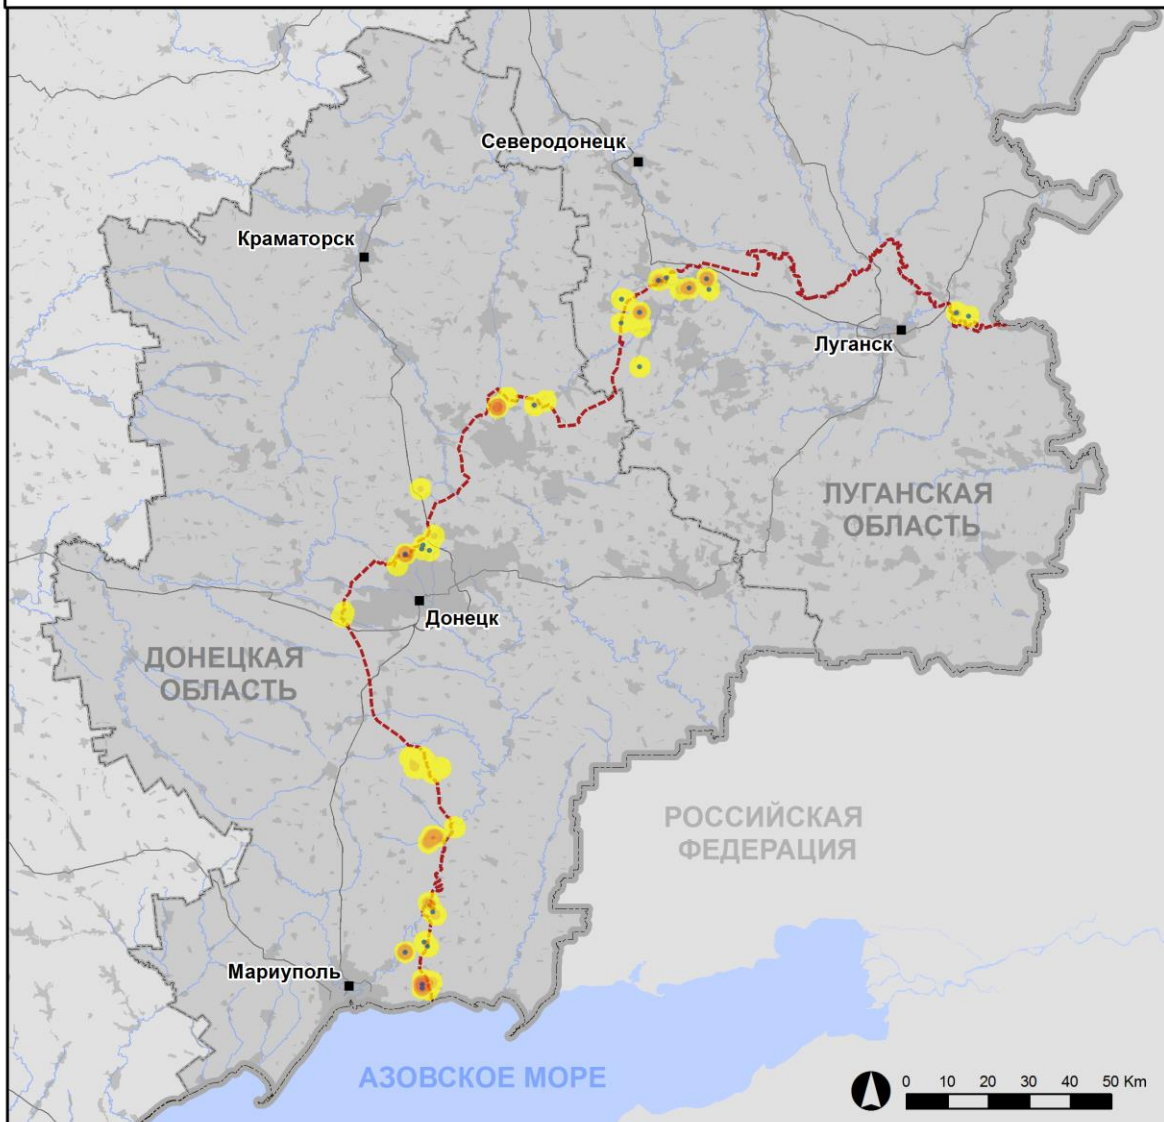 Северодонецк
Краматорск
Луганск
ЛУГАНСКАЯ
ОБЛАСТЬ
Донецк
ДОНЕЦКАЯ
ОБЛАСТЬ
РОССИЙСКАЯ
ФЕДЕРАЦИЯ
Мариуполь
АЗОВСКОЕ МОРЕ
0 10 20 30 40 50 Km